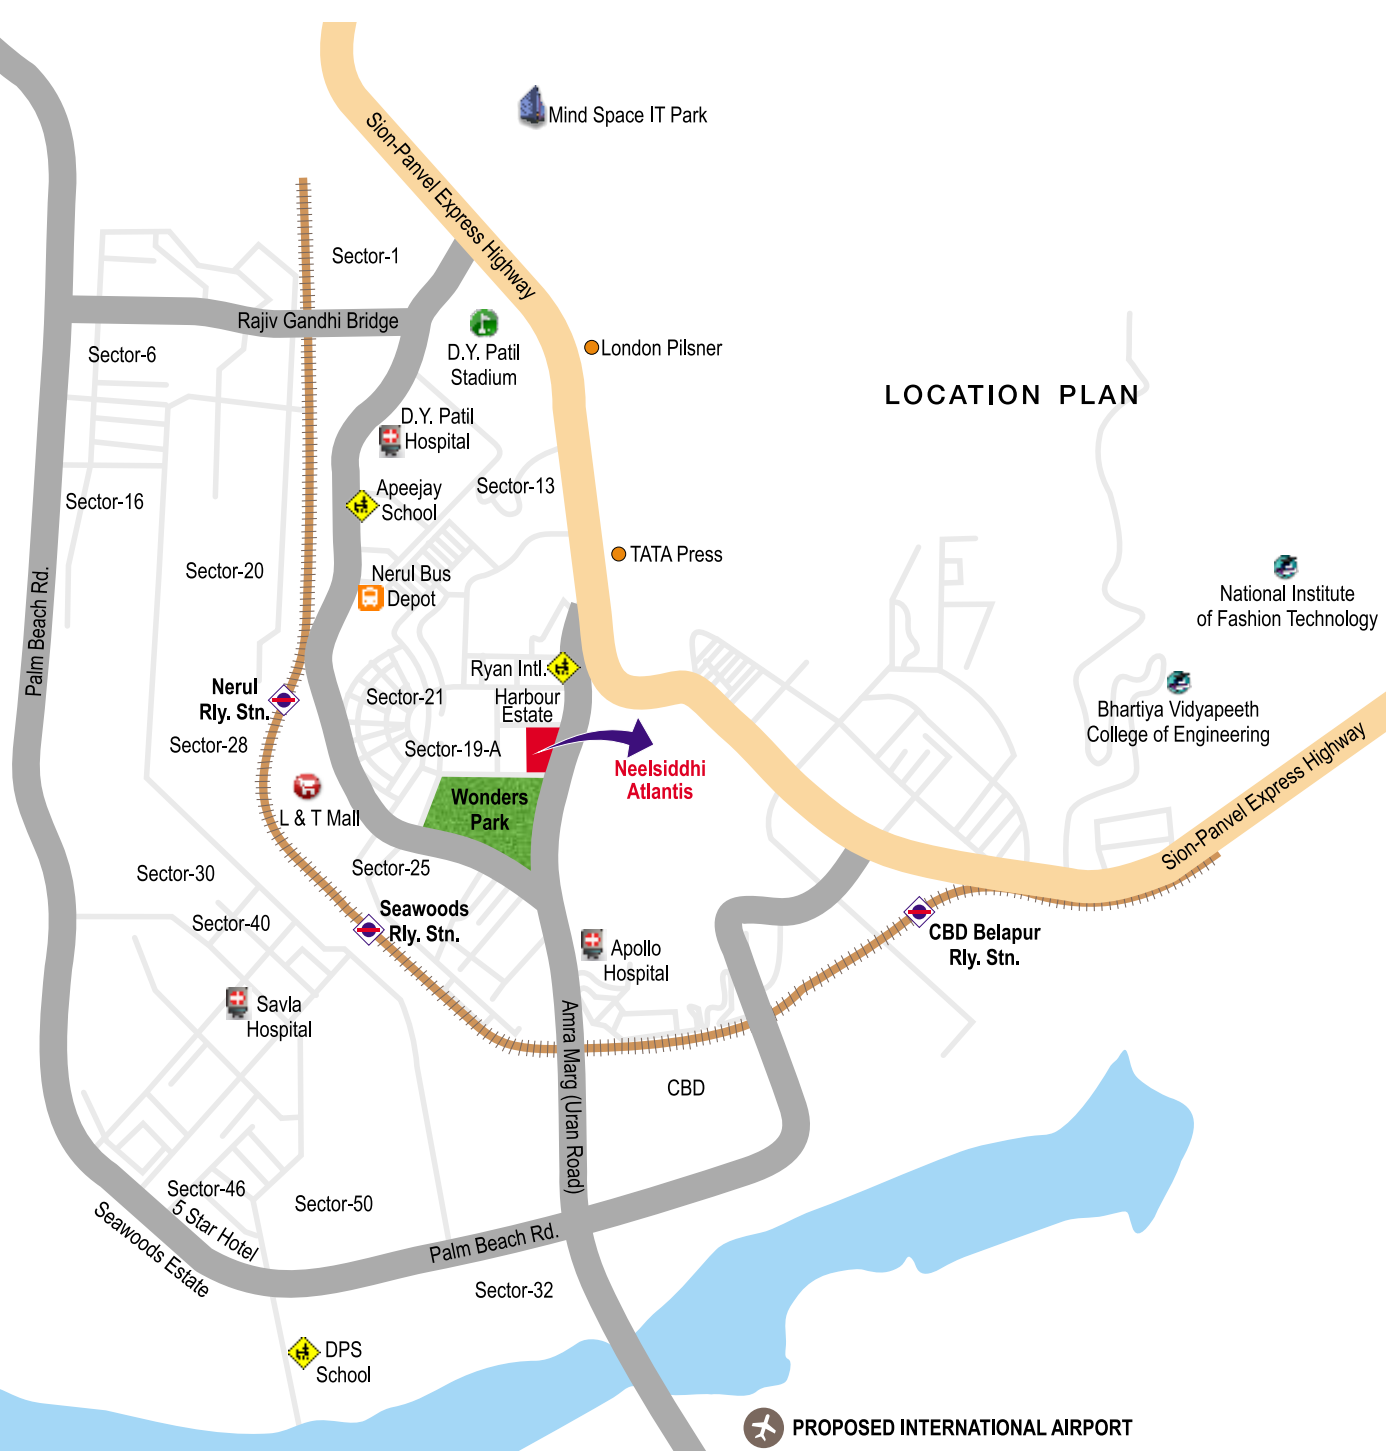 Mind Space IT Park
Sion-Panvel Express Highway
Sector-1
Rajiv Gandhi Bridge
D.Y. Patil
Stadium
London Pilsner
Sector-6
LOCATION PLAN
D.Y. Patil
Hospital
Sector-16
Apeejay
School
Sector-13
TATA Press
Sector-20
Nerul Bus
Depot
National Institute
of Fashion Technology
Palm Beach Rd.
Ryan Intl.
Nerul
Rly. Stn.
Sector-21
Harbour
Estate
Bhartiya Vidyapeeth
College of Engineering
Sector-28
Sector-19-A
Neelsiddhi
Atlantis
Sion-Panvel Express Highway
Wonders
Park
L & T Mall
Sector-30
Sector-25
Sector-40
Seawoods
Rly. Stn.
CBD Belapur
Rly. Stn.
Apollo
Hospital
Savla
Hospital
Amra Marg (Uran Road)
CBD
Sector-46
5 Star Hotel
Seawoods Estate
Sector-50
Palm Beach Rd.
Sector-32
DPS
School
PROPOSED INTERNATIONAL AIRPORT